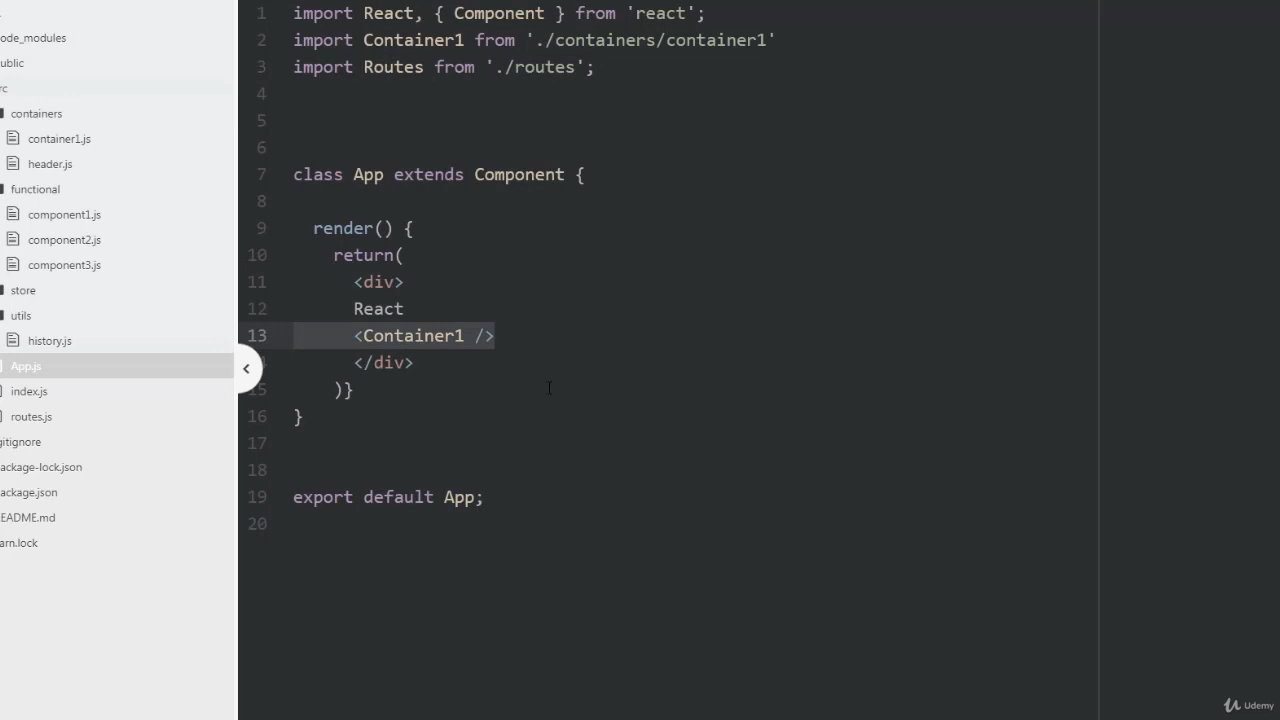 ode_modules
ublic
rc
containers
container1.js
header.js
functional
component1.js
component2.js
component3.js
store
utils
history.js
App.js
index.js
routes.js
gitignore
ackage-lock.json
ackage.json
EADME.md
arn.lock
1 import React, { Component } from 'react';
2 import Container1 from './containers/container1'
3 import Routes from './routes';
4
5
6
7 class App extends Component {
8
9 render() {
10 return(
11 <div>
12 React
13 <Container1 />
</div>
15 )}
16 }
17
18
19 export default App;
20
Udemy